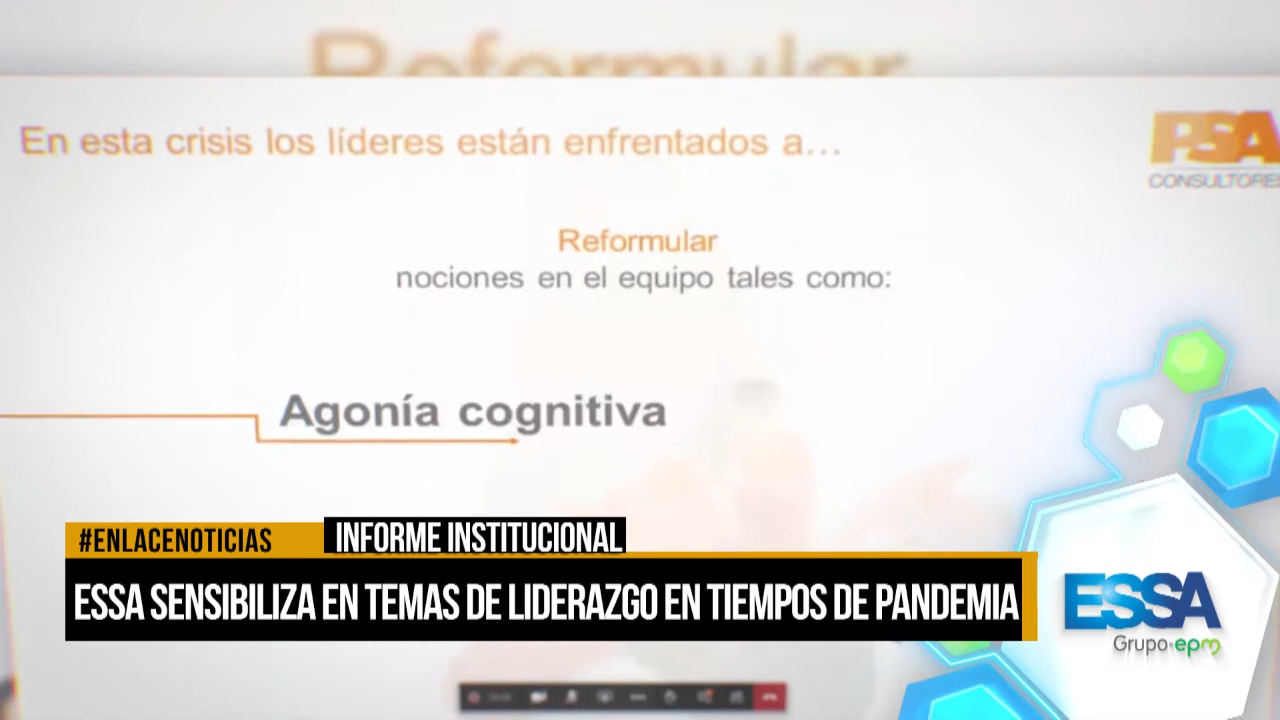 Reformular
En esta crisis los líderes están enfrentados a...
PSA
CONSULTORES
Reformular
nociones en el equipo tales como:
Agonía cognitiva
#ENLACENOTICIAS
INFORME INSTITUCIONAL
ESSA SENSIBILIZA EN TEMAS DE LIDERAZGO EN TIEMPOS DE PANDEMIA
ESSA
Grupo·epm